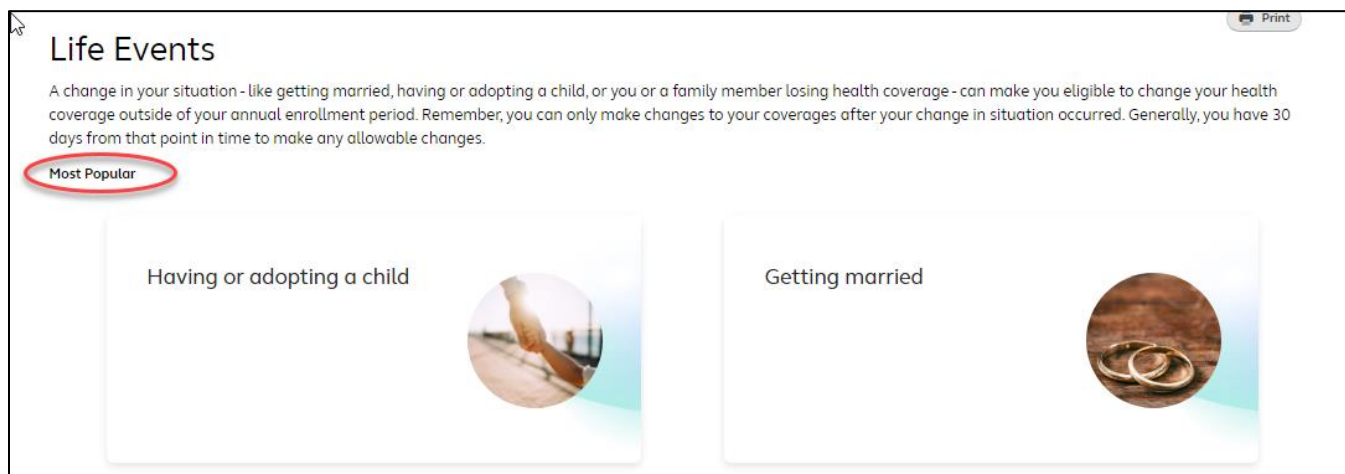 Print
Life Events
A change in your situation - like getting married, having or adopting a child, or you or a family member losing health coverage - can make you eligible to change your health
coverage outside of your annual enrollment period. Remember, you can only make changes to your coverages after your change in situation occurred. Generally, you have 30
days from that point in time to make any allowable changes.
Most Popular
Having or adopting a child
Getting married